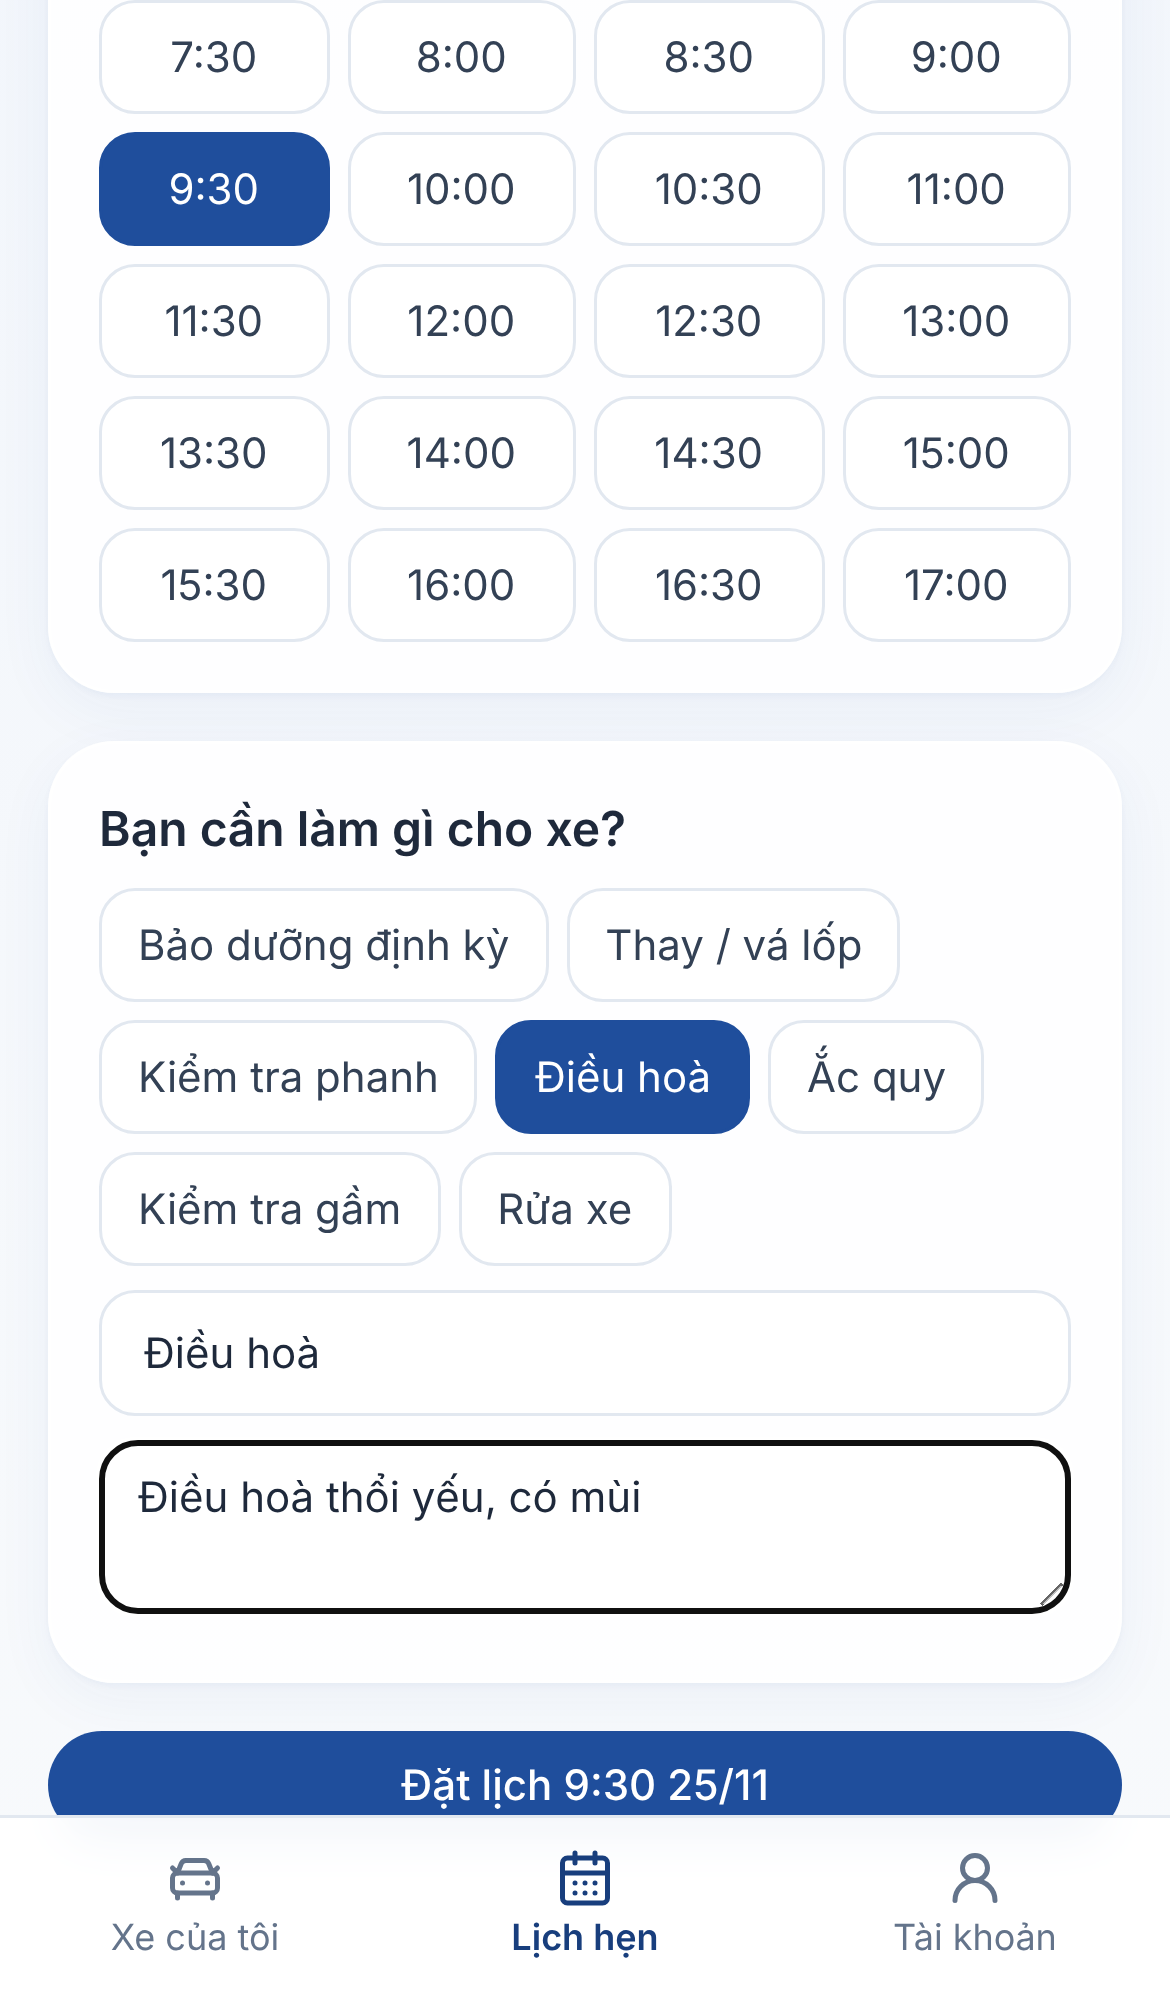 7:30 8:00 8:30 9:00
9:30 10:00 10:30 11:00
11:30 12:00 12:30 13:00
13:30 14:00 14:30 15:00
15:30 16:00 16:30 17:00
Bạn cần làm gì cho xe?
Bảo dưỡng định kỳ Thay / vá lốp
Kiểm tra phanh Điều hoà Ắc quy
Kiểm tra gầm Rửa xe
Điều hoà
Điều hoà thổi yếu, có mùi
Đặt lịch 9:30 25/11
Xe của tôi Lịch hẹn Tài khoản